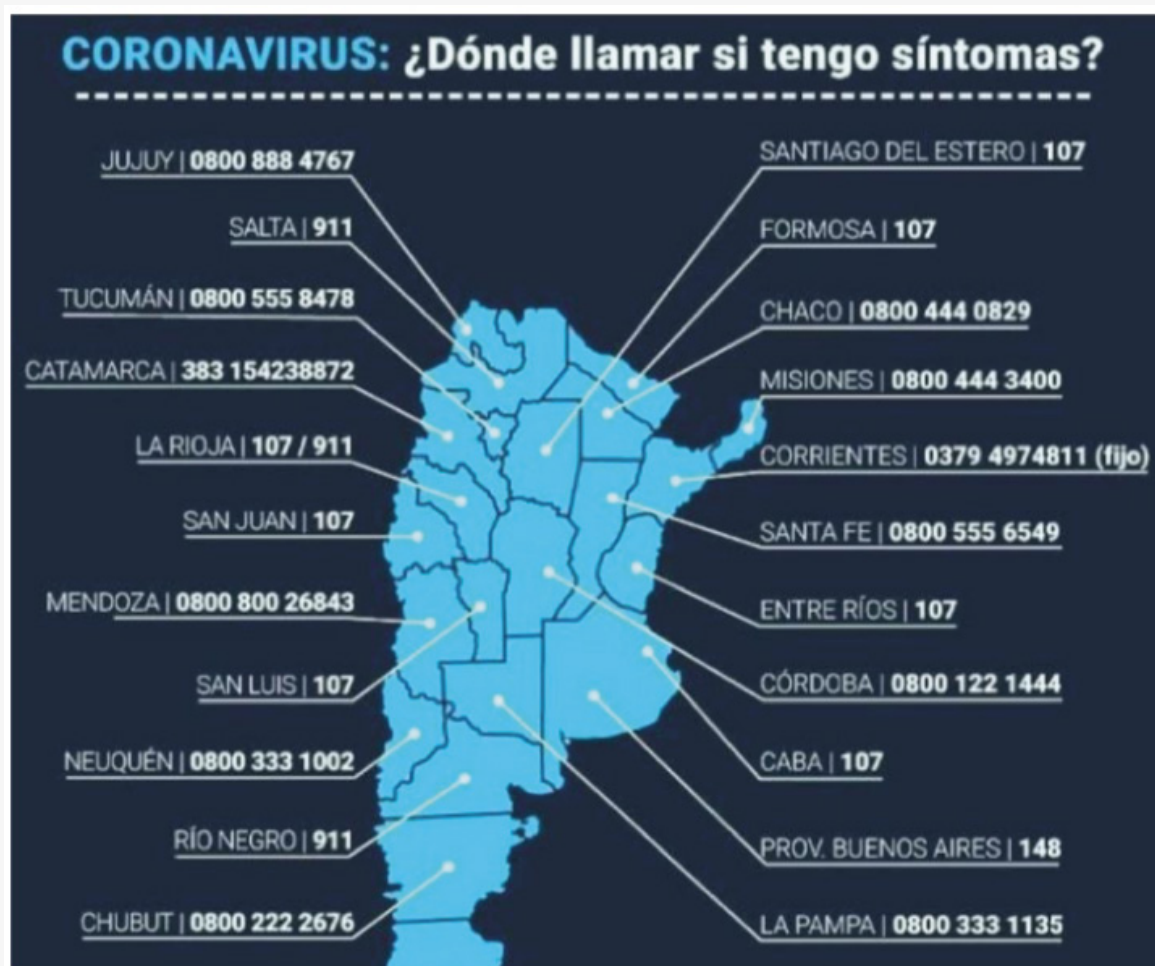 CORONAVIRUS: ¿Dónde llamar si tengo síntomas?
JUJUY | 0800 888 4767
SALTA | 911
TUCUMÁN | 0800 555 8478
CATAMARCA | 383 154238872
LA RIOJA | 107 / 911
SAN JUAN | 107
MENDOZA | 0800 800 26843
SAN LUIS | 107
NEUQUÉN | 0800 333 1002
RÍO NEGRO | 911
CHUBUT | 0800 222 2676
SANTIAGO DEL ESTERO | 107
FORMOSA | 107
CHACO | 0800 444 0829
MISIONES | 0800 444 3400
CORRIENTES | 0379 4974811 (fijo)
SANTA FE | 0800 555 6549
ENTRE RÍOS | 107
CÓRDOBA | 0800 122 1444
CABA | 107
PROV. BUENOS AIRES | 148
LA PAMPA | 0800 333 1135